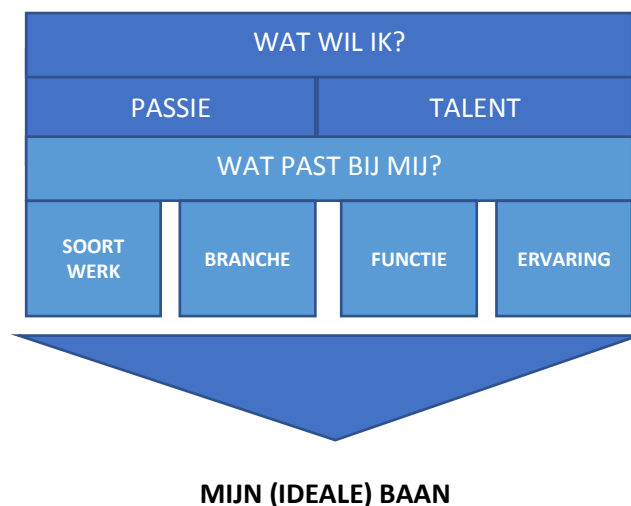 WAT WIL IK?
PASSIE
TALENT
WAT PAST BIJ MIJ?
SOORT
WERK
BRANCHE
FUNCTIE
ERVARING
MIJN (IDEALE) BAAN